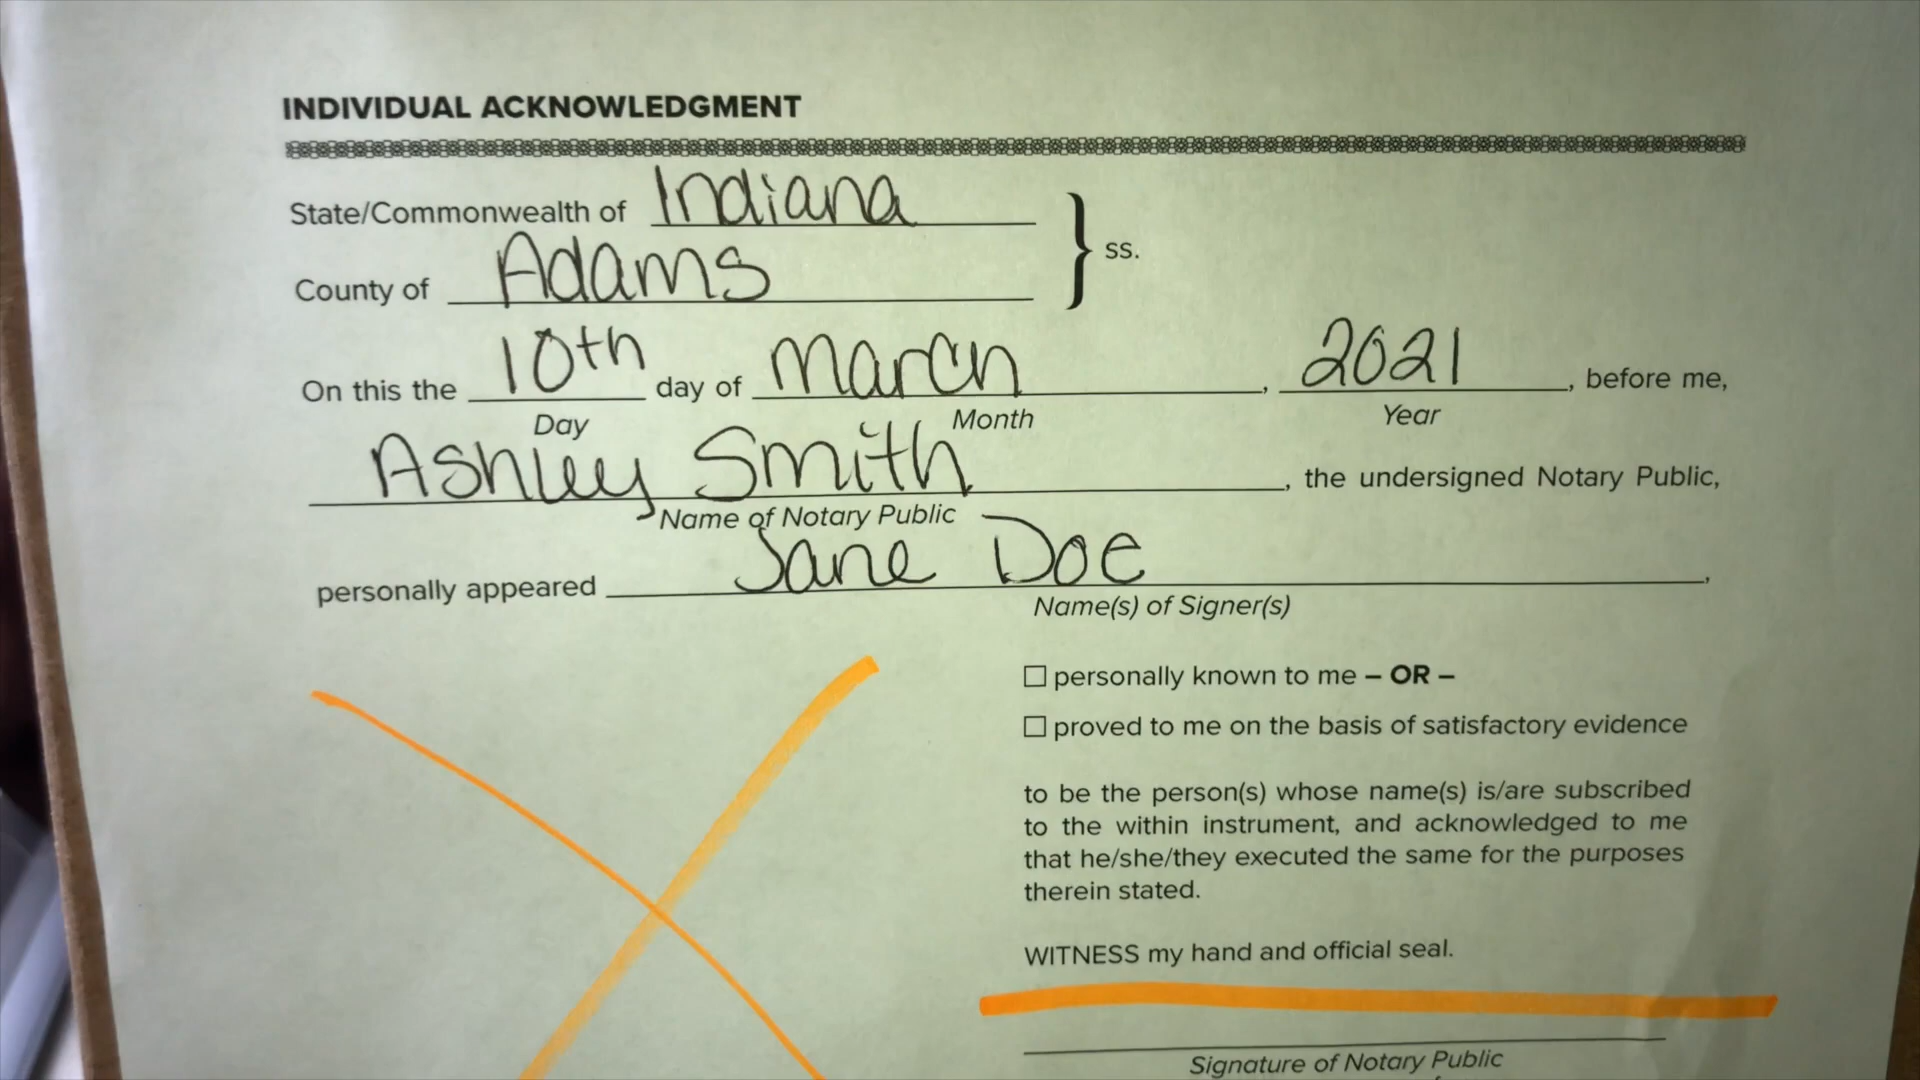 INDIVIDUAL ACKNOWLEDGMENT
State/Commonwealth of Indiana
County of Adams
} ss.
On this the 10th day of March, 2021, before me,
Day Month Year
Ashley Smith, the undersigned Notary Public,
Name of Notary Public
personally appeared Jane Doe,
Name(s) of Signer(s)
☐ personally known to me – OR –
☐ proved to me on the basis of satisfactory evidence
to be the person(s) whose name(s) is/are subscribed
to the within instrument, and acknowledged to me
that he/she/they executed the same for the purposes
therein stated.
WITNESS my hand and official seal.
Signature of Notary Public